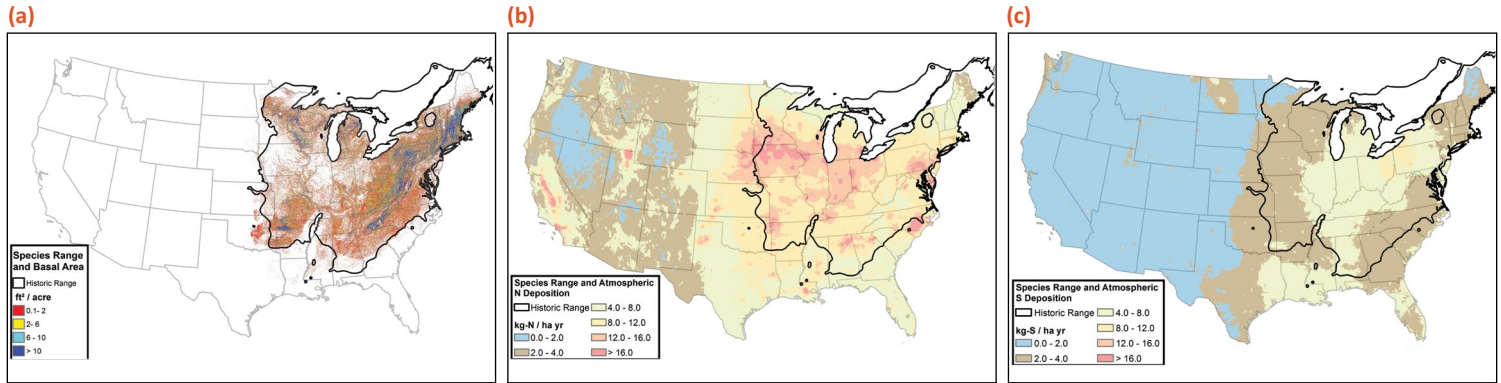 (a)
(b)
(c)
Species Range
and Basal Area
Historic Range
ft² / acre
0.1- 2
2- 6
6 - 10
> 10
Species Range and Atmospheric
N Deposition
Historic Range
kg-N / ha yr
0.0 - 2.0
2.0 - 4.0
4.0 - 8.0
8.0 - 12.0
12.0 - 16.0
> 16.0
Species Range and Atmospheric
S Deposition
Historic Range
kg-S / ha yr
0.0 - 2.0
2.0 - 4.0
4.0 - 8.0
8.0 - 12.0
12.0 - 16.0
> 16.0